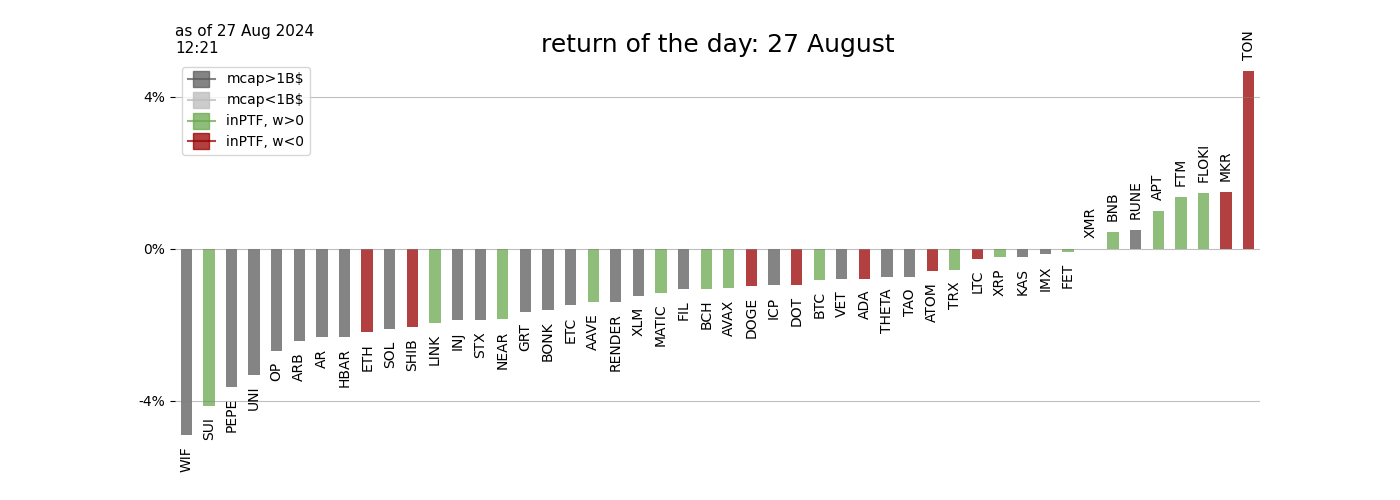 as of 27 Aug 2024
12:21
return of the day: 27 August
mcap>1B$
mcap<1B$
inPTF, w>0
inPTF, w<0
4%
0%
-4%
WIF
SUI
PEPE
UNI
OP
ARB
AR
HBAR
ETH
SOL
SHIB
LINK
INJ
STX
NEAR
GRT
BONK
ETC
AAVE
RENDER
XLM
MATIC
FIL
BCH
AVAX
DOGE
ICP
DOT
BTC
VET
ADA
THETA
TAO
ATOM
TRX
LTC
XRP
KAS
IMX
FET
XMR
BNB
RUNE
APT
FTM
FLOKI
MKR
TON